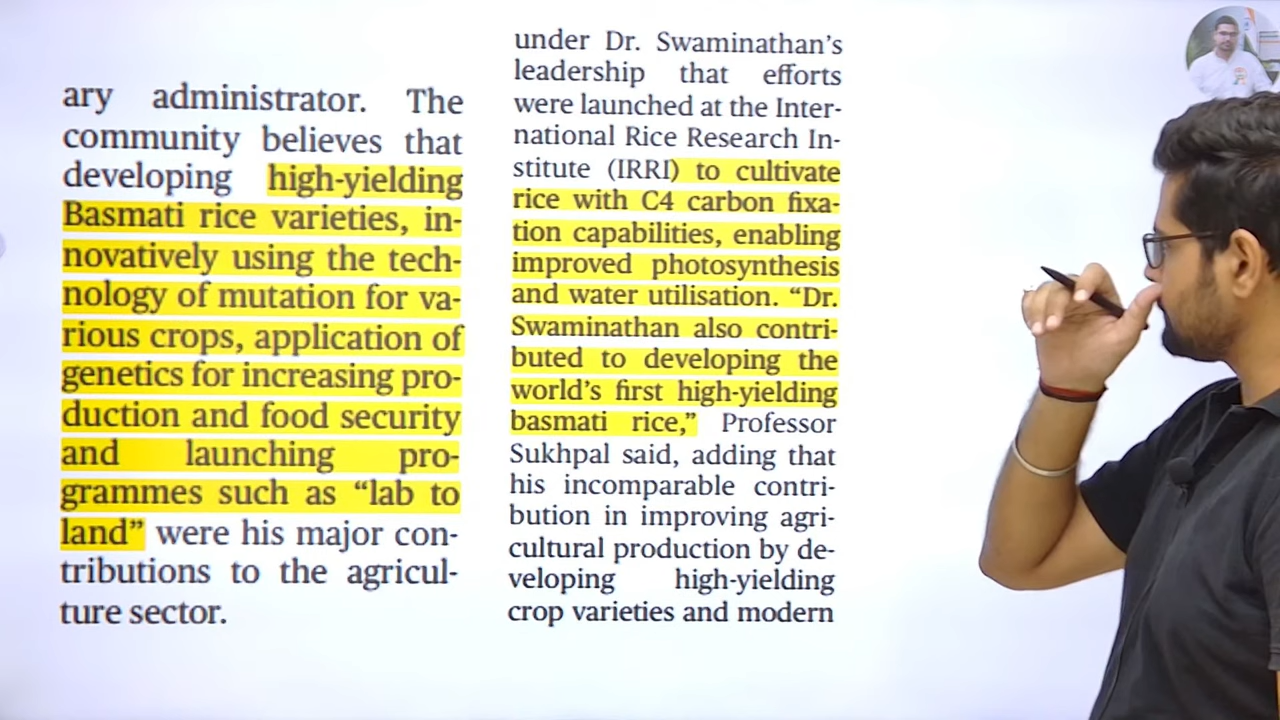 ary administrator. The
community believes that
developing high-yielding
Basmati rice varieties, in-
novatively using the tech-
nology of mutation for va-
rious crops, application of
genetics for increasing pro-
duction and food security
and launching pro-
grammes such as “lab to
land” were his major con-
tributions to the agricul-
ture sector.
under Dr. Swaminathan’s
leadership that efforts
were launched at the Inter-
national Rice Research In-
stitute (IRRI) to cultivate
rice with C4 carbon fixa-
tion capabilities, enabling
improved photosynthesis
and water utilisation. “Dr.
Swaminathan also contri-
buted to developing the
world’s first high-yielding
basmati rice,” Professor
Sukhpal said, adding that
his incomparable contri-
bution in improving agri-
cultural production by de-
veloping high-yielding
crop varieties and modern